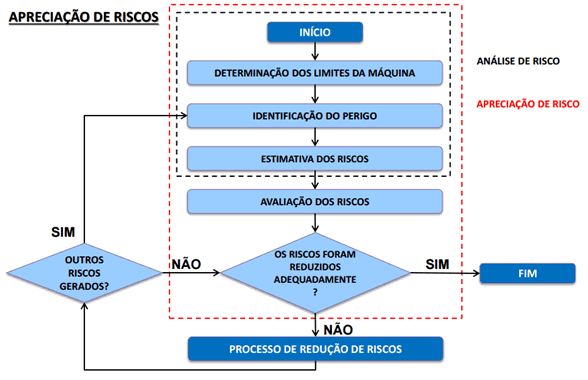 APRECIAÇÃO DE RISCOS
INÍCIO
DETERMINAÇÃO DOS LIMITES DA MÁQUINA
ANÁLISE DE RISCO
IDENTIFICAÇÃO DO PERIGO
APRECIAÇÃO DE RISCO
ESTIMATIVA DOS RISCOS
AVALIAÇÃO DOS RISCOS
SIM
OUTROS
RISCOS
GERADOS?
NÃO
OS RISCOS FORAM
REDUZIDOS
ADEQUADAMENTE
?
SIM
FIM
NÃO
PROCESSO DE REDUÇÃO DE RISCOS